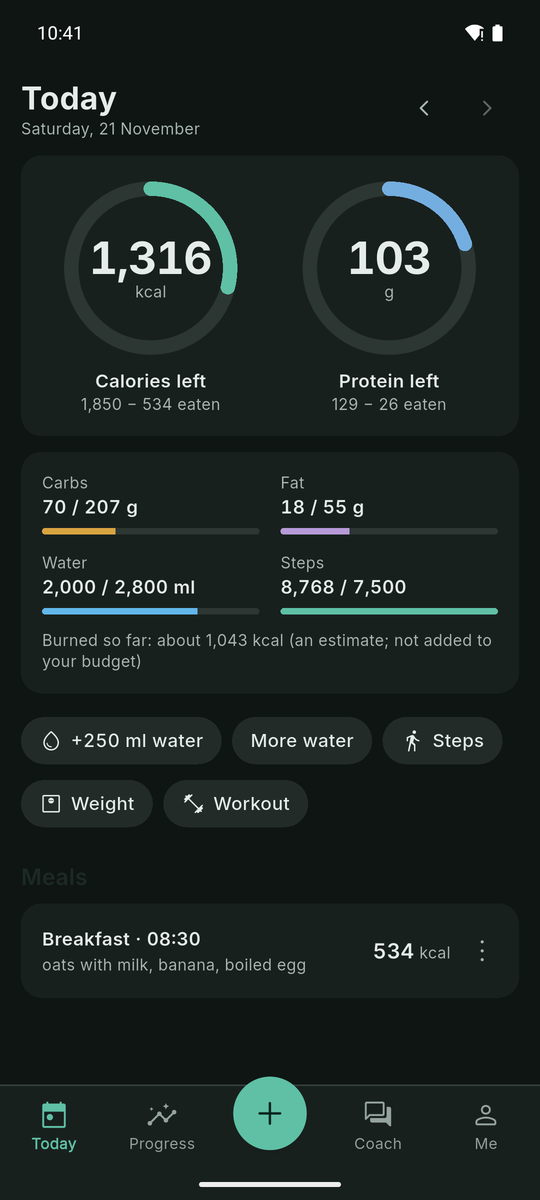 10:41
Today
Saturday, 21 November
1,316
kcal
Calories left
1,850 − 534 eaten
103
g
Protein left
129 − 26 eaten
Carbs
70 / 207 g
Fat
18 / 55 g
Water
2,000 / 2,800 ml
Steps
8,768 / 7,500
Burned so far: about 1,043 kcal (an estimate; not added to
your budget)
+250 ml water
More water
Steps
Weight
Workout
Meals
Breakfast · 08:30
oats with milk, banana, boiled egg
534 kcal
Today
Progress
Coach
Me